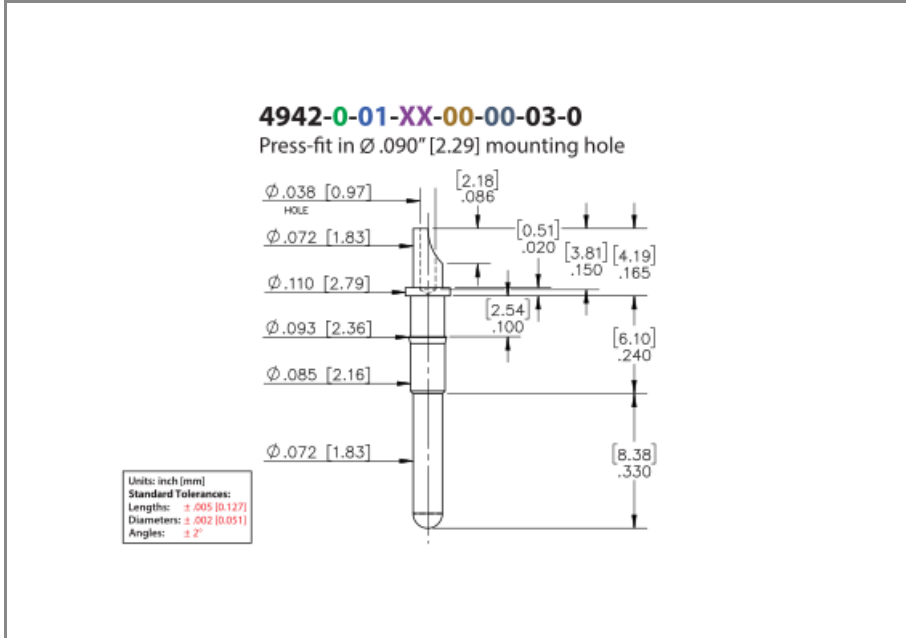 4942-0-01-XX-00-00-03-0
Press-fit in Ø .090″ [2.29] mounting hole
Ø.038 [0.97]
HOLE
[2.18]
.086
Ø.072 [1.83]
[0.51]
.020
[3.81]
.150
[4.19]
.165
Ø.110 [2.79]
[2.54]
.100
Ø.093 [2.36]
[6.10]
.240
Ø.085 [2.16]
Ø.072 [1.83]
[8.38]
.330
Units: inch [mm]
Standard Tolerances:
Lengths: ± .005 [0.127]
Diameters: ± .002 [0.051]
Angles: ± 2°